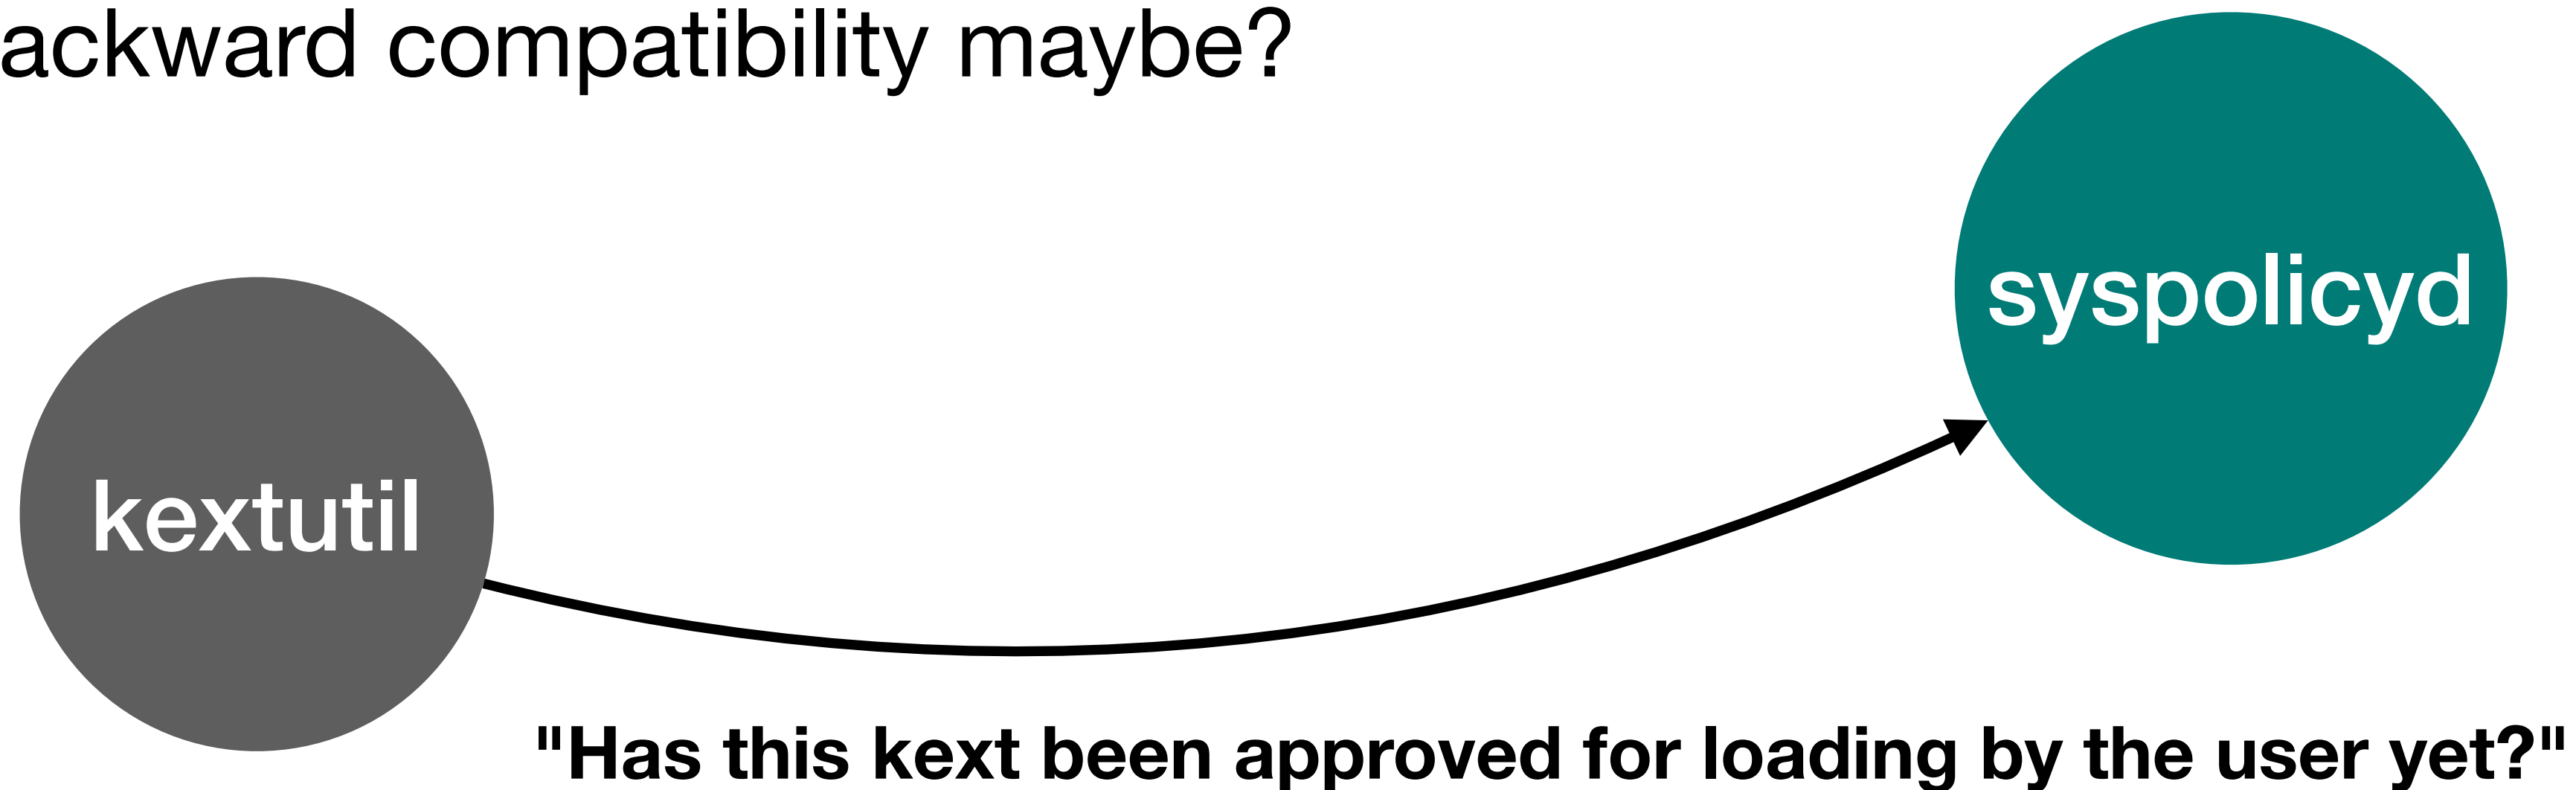 ackward compatibility maybe?
syspolicyd
kextutil
"Has this kext been approved for loading by the user yet?"